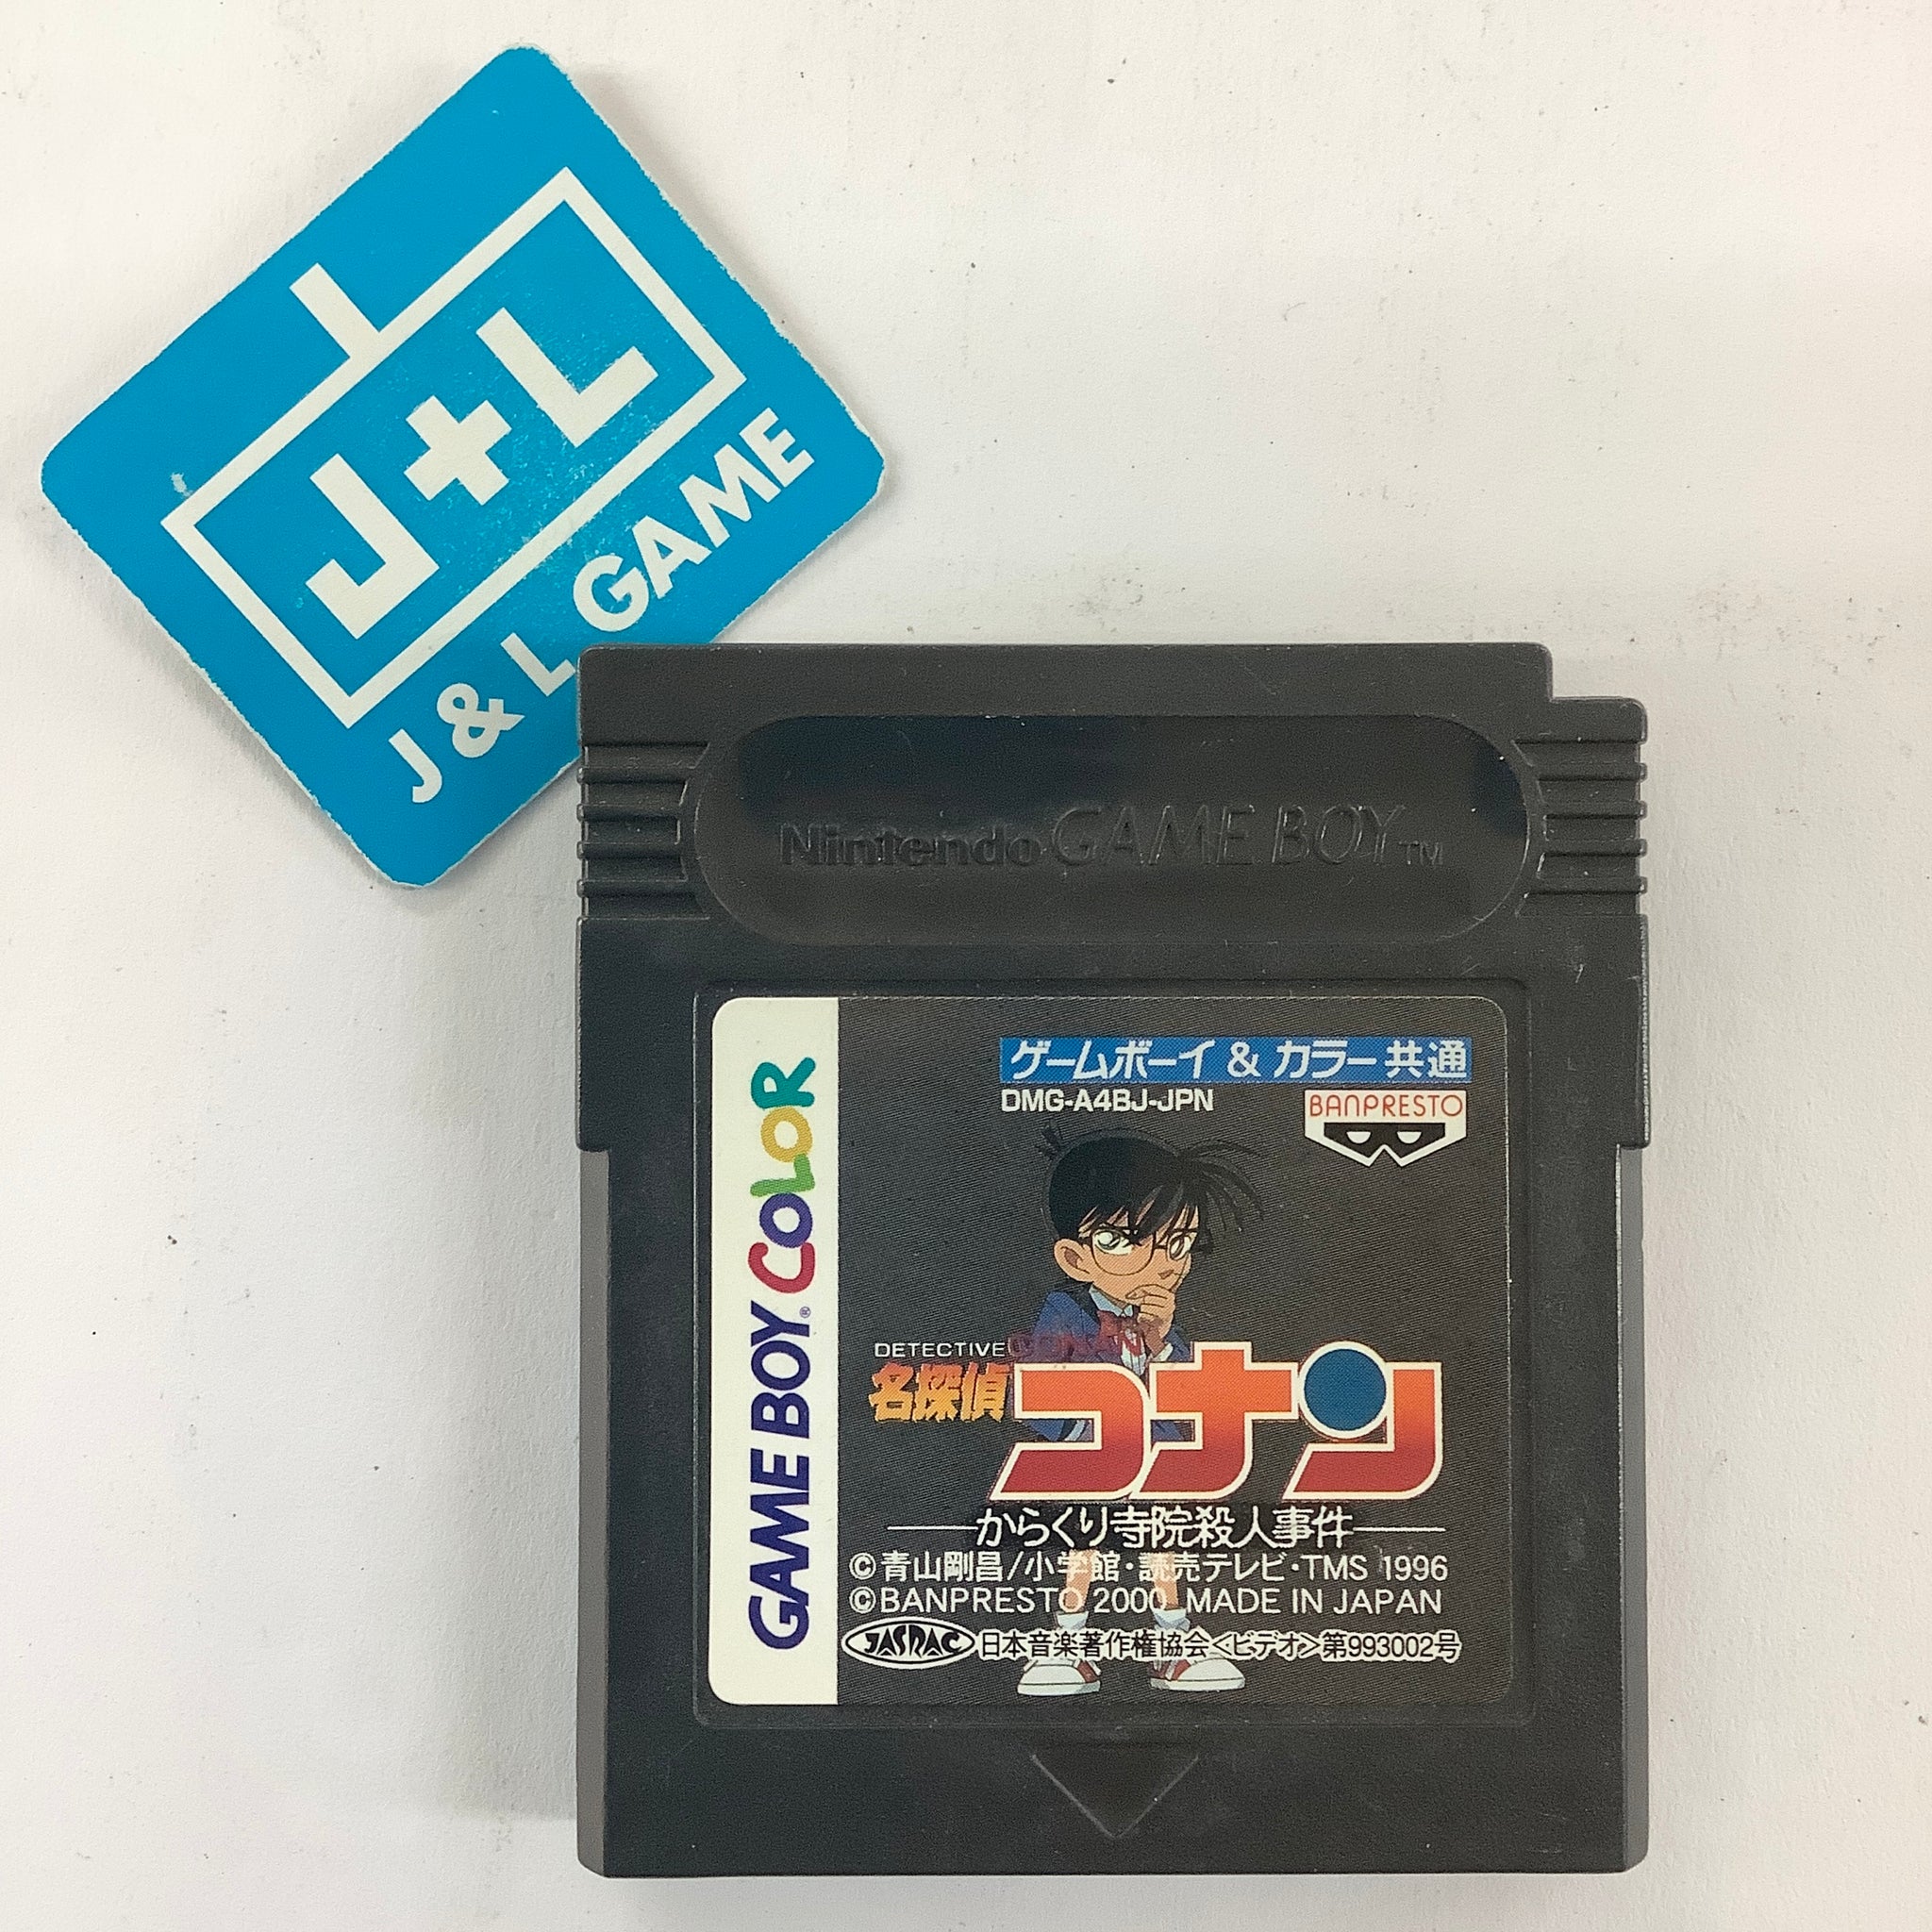 J+L
J & L GAME
Nintendo GAME BOY TM
GAME BOY COLOR
ゲームボーイ & カラー共通
DMG-A4BJ-JPN
BANPRESTO
DETECTIVE CONAN
名探偵コナン
からくり寺院殺人事件
©青山剛昌/小学館・読売テレビ・TMS 1996
©BANPRESTO 2000 MADE IN JAPAN
JASRAC 日本音楽著作権協会<ビデオ>第993002号